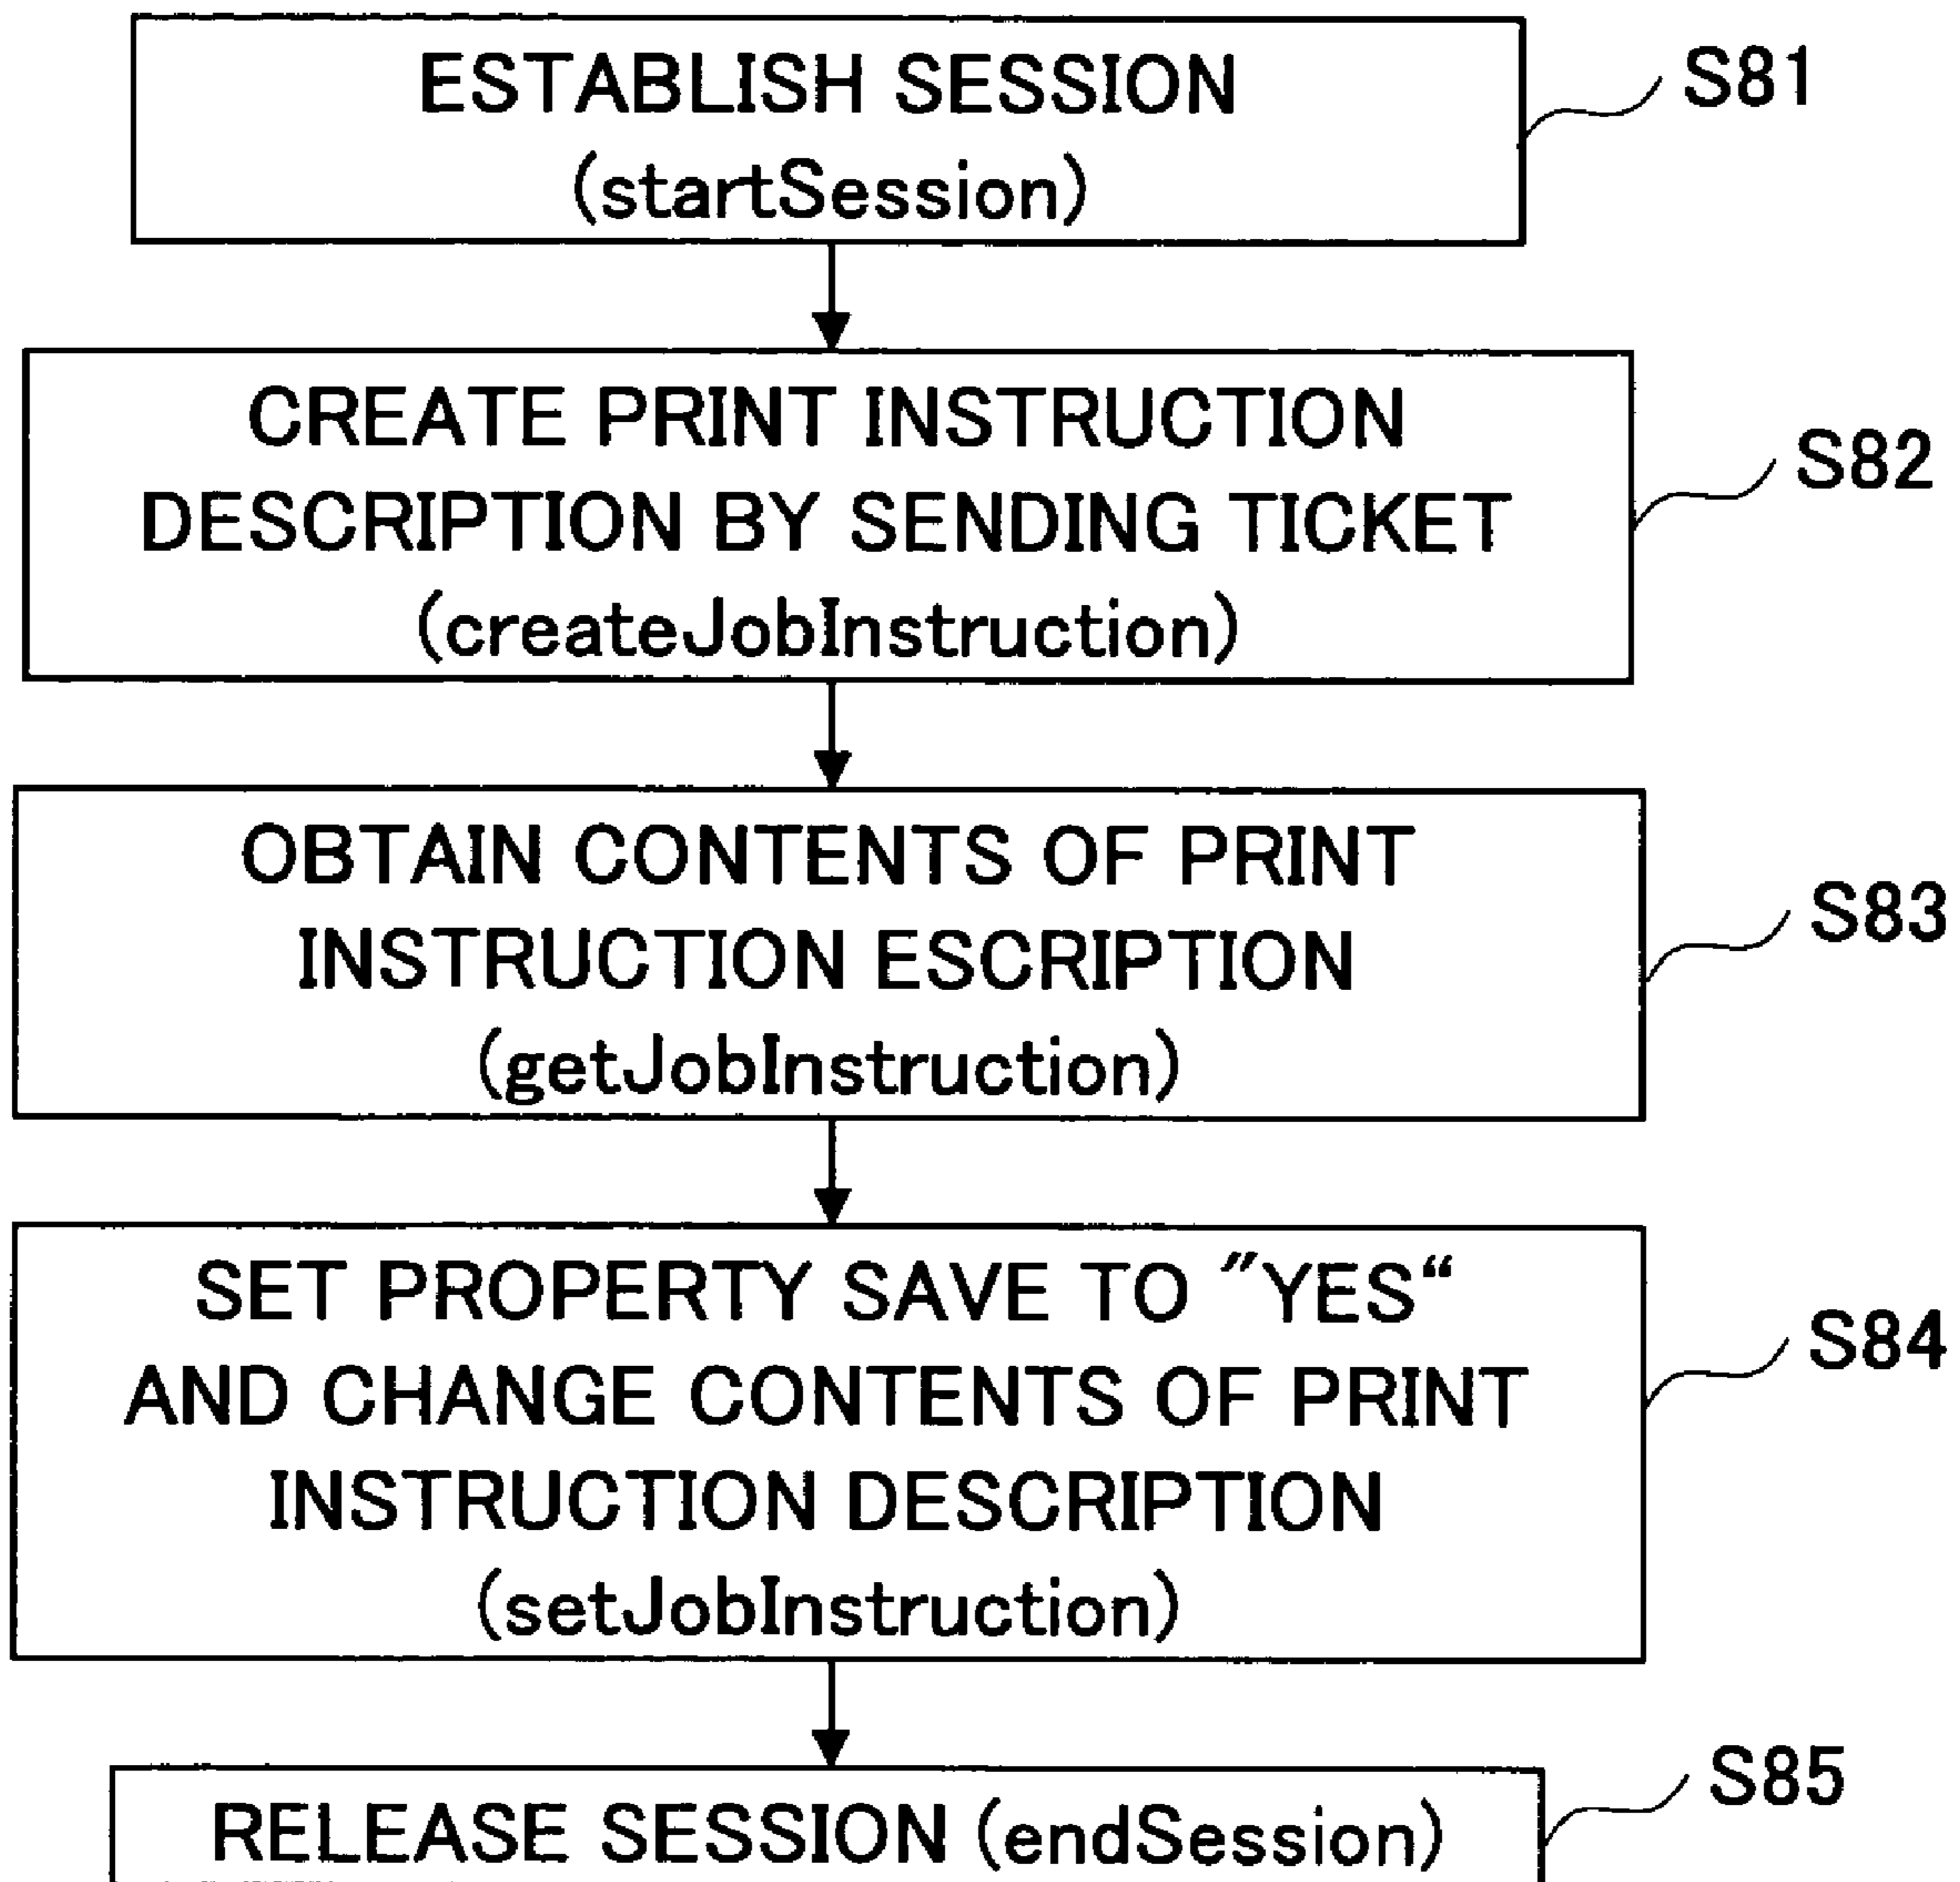 ESTABLISH SESSION
(startSession)
S81
CREATE PRINT INSTRUCTION
DESCRIPTION BY SENDING TICKET
(createJobInstruction)
S82
OBTAIN CONTENTS OF PRINT
INSTRUCTION ESCRIPTION
(getJobInstruction)
S83
SET PROPERTY SAVE TO ″YES“
AND CHANGE CONTENTS OF PRINT
INSTRUCTION DESCRIPTION
(setJobInstruction)
S84
RELEASE SESSION (endSession)
S85